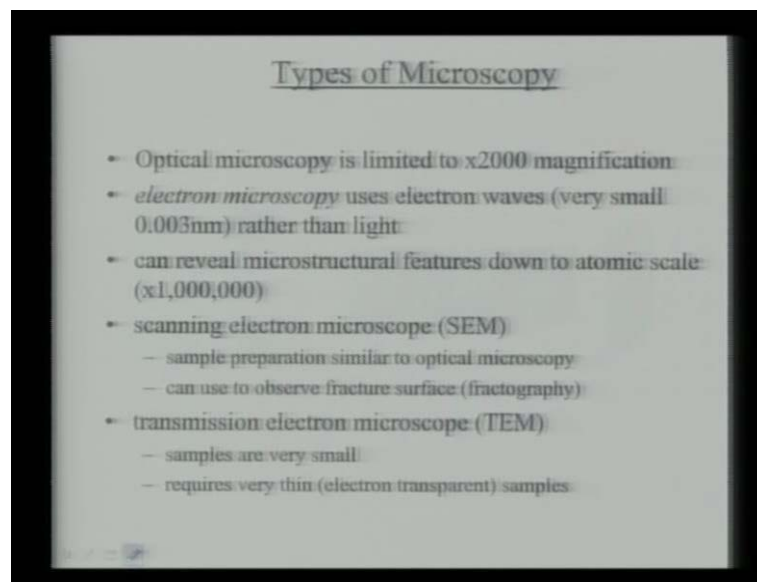 Types of Microscopy
• Optical microscopy is limited to x2000 magnification
• electron microscopy uses electron waves (very small
0.003nm) rather than light
• can reveal microstructural features down to atomic scale
(x1,000,000)
• scanning electron microscope (SEM)
– sample preparation similar to optical microscopy
– can use to observe fracture surface (fractography)
• transmission electron microscope (TEM)
– samples are very small
– requires very thin (electron transparent) samples